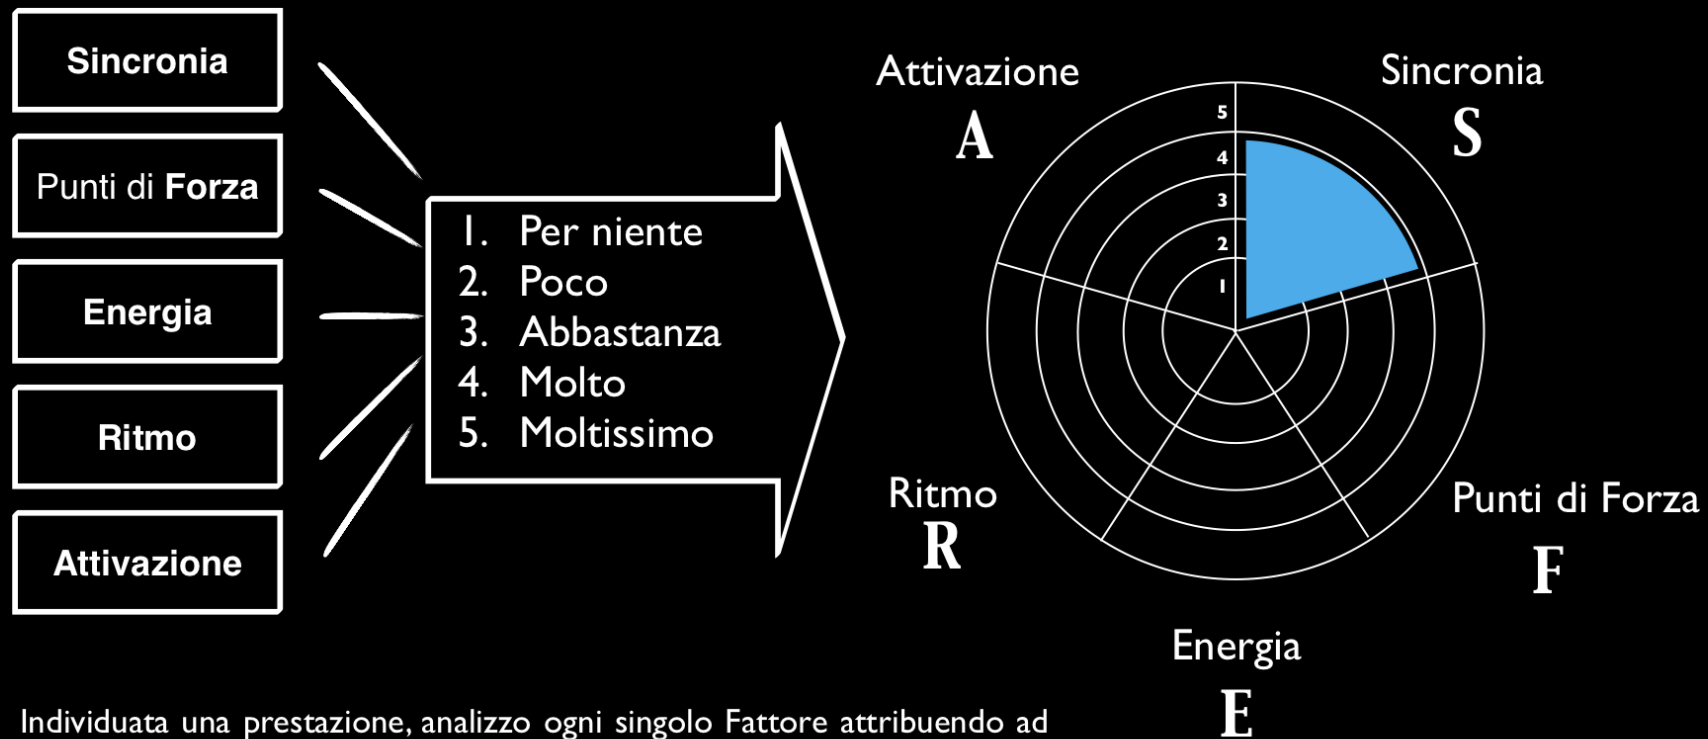 Sincronia
Punti di Forza
Energia
Ritmo
Attivazione
1. Per niente
2. Poco
3. Abbastanza
4. Molto
5. Moltissimo
Attivazione
A
Sincronia
S
5
4
3
2
1
Ritmo
R
Punti di Forza
F
Energia
E
Individuata una prestazione, analizzo ogni singolo Fattore attribuendo ad